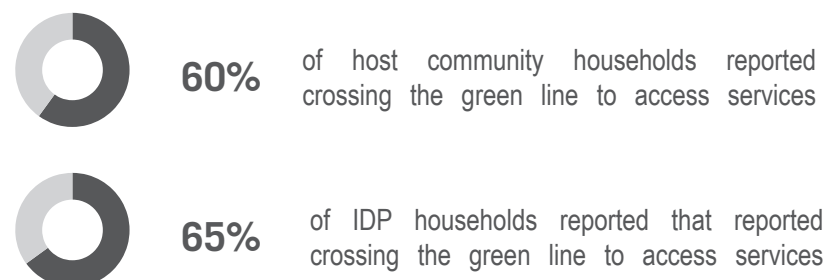 60%
of host community households reported
crossing the green line to access services
65%
of IDP households reported that reported
crossing the green line to access services